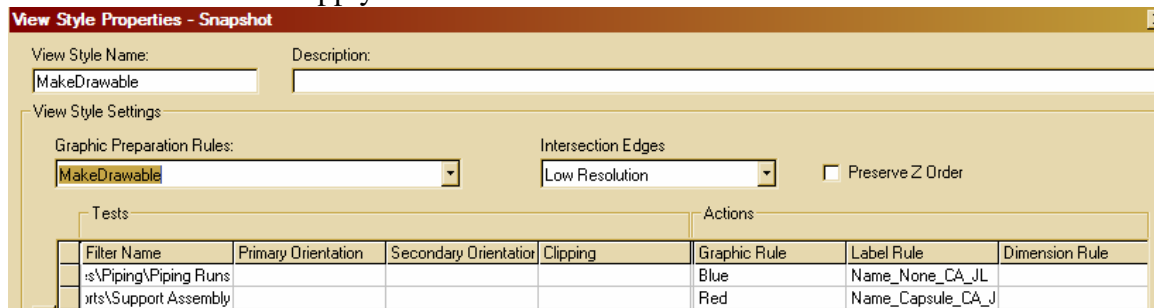 View Style Properties - Snapshot
View Style Name: Description:
MakeDrawable
View Style Settings
Graphic Preparation Rules: Intersection Edges
MakeDrawable Low Resolution Preserve Z Order
Tests Actions
Filter Name Primary Orientation Secondary Orientation Clipping Graphic Rule Label Rule Dimension Rule
s\Piping\Piping Runs Blue Name_None_CA_JL
rts\Support Assembly Red Name_Capsule_CA_J